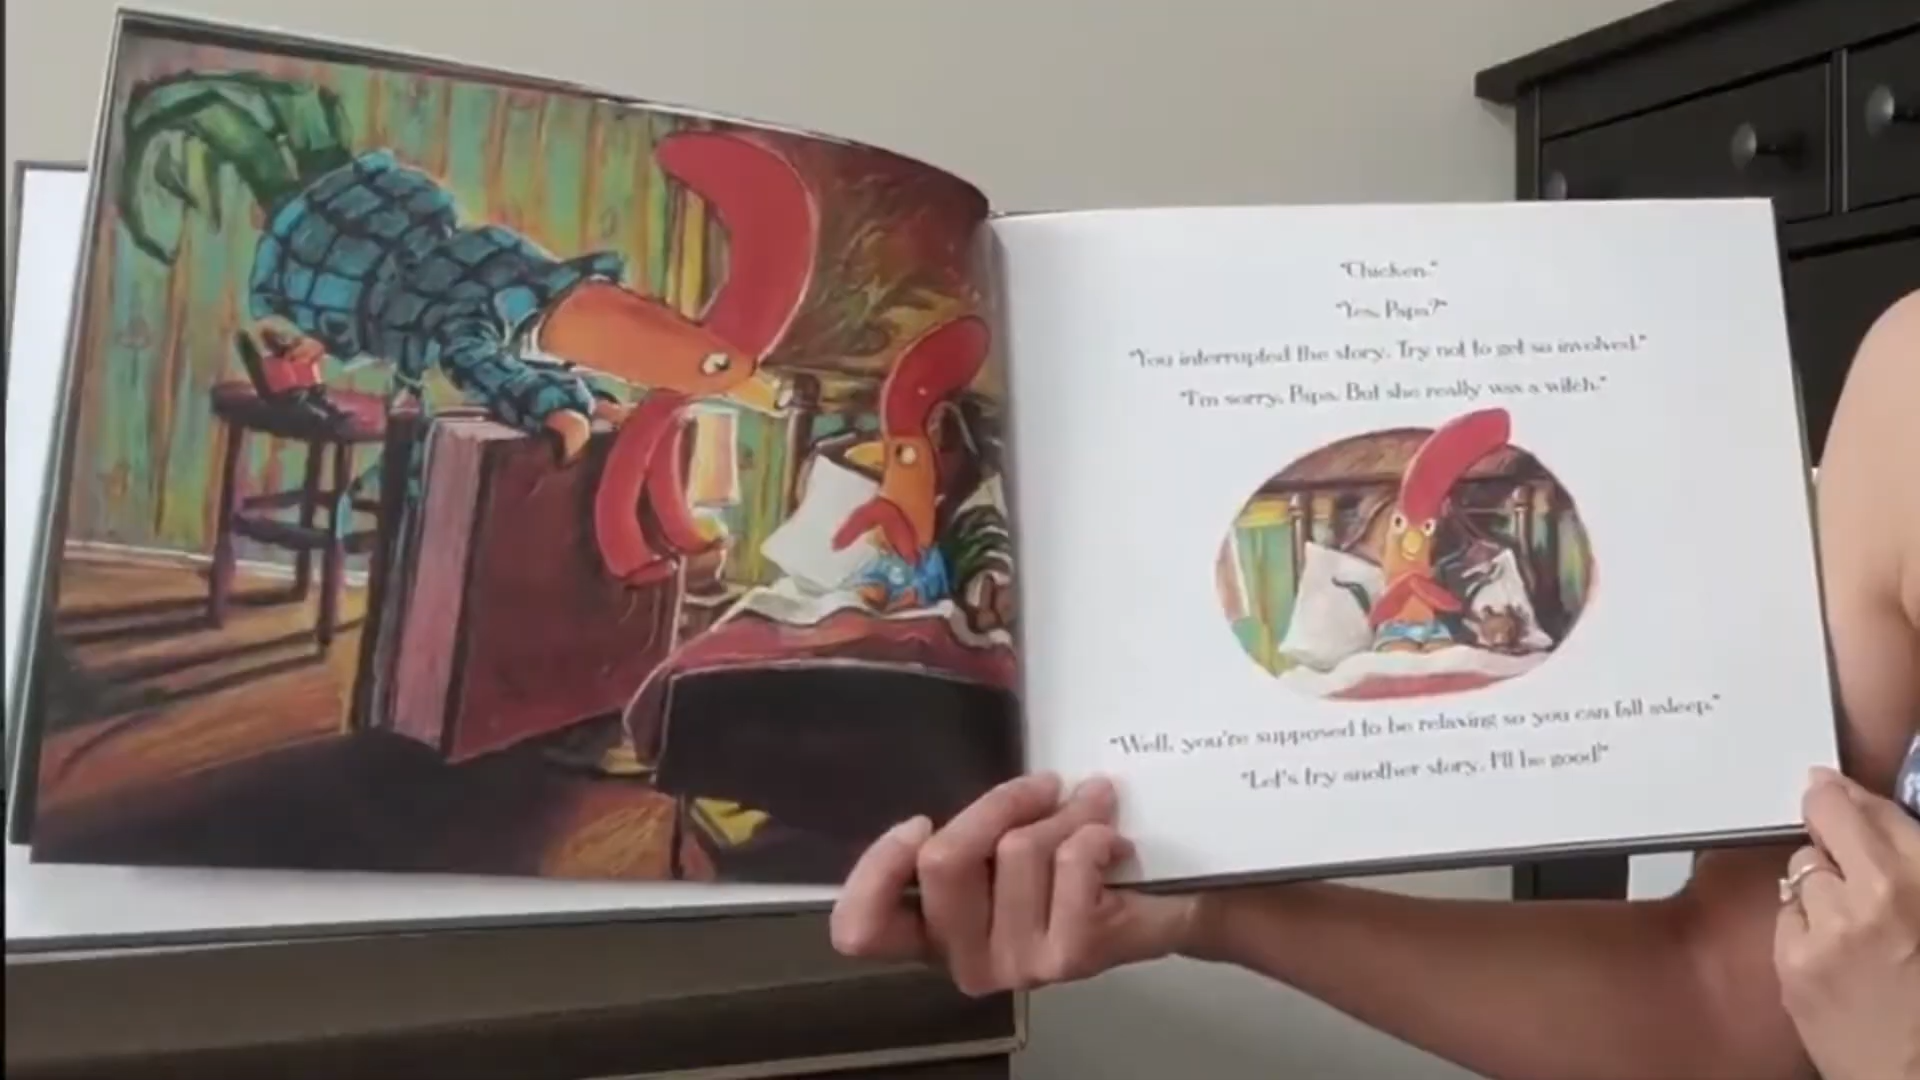 "Chicken."
"Yes, Papa?"
"You interrupted the story. Try not to get so involved."
"I'm sorry, Papa. But she really was a witch."
"Well, you're supposed to be relaxing so you can fall asleep."
"Let's try another story. I'll be good!"